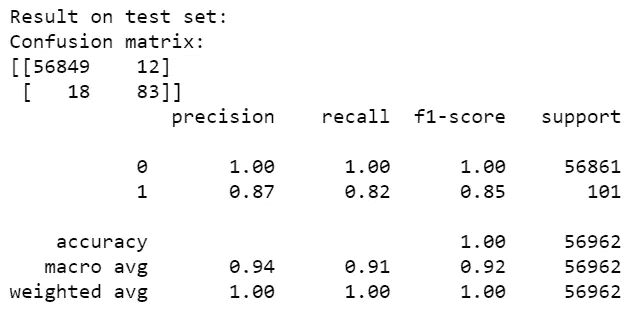 Result on test set:
Confusion matrix:
[[56849    12]
 [   18    83]]
              precision    recall  f1-score   support

           0       1.00      1.00      1.00     56861
           1       0.87      0.82      0.85       101

    accuracy                           1.00     56962
   macro avg       0.94      0.91      0.92     56962
weighted avg       1.00      1.00      1.00     56962